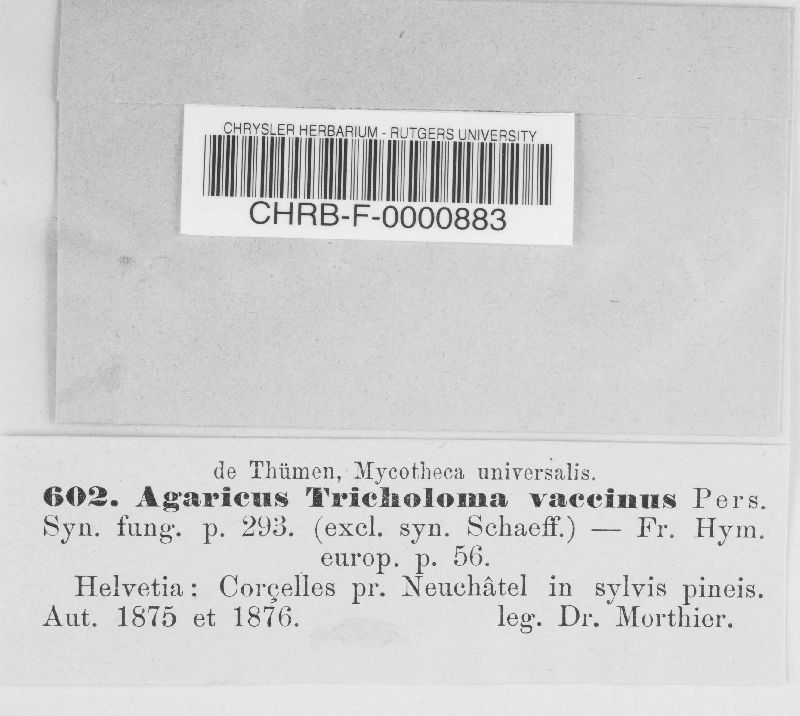 CHRYSLER HERBARIUM - RUTGERS UNIVERSITY
CHRB-F-0000883
de Thümen, Mycotheca universalis.
602. Agaricus Tricholoma vaccinus Pers.
Syn. fung. p. 293. (excl. syn. Schaeff.) — Fr. Hym.
europ. p. 56.
Helvetia: Corçelles pr. Neuchâtel in sylvis pineis.
Aut. 1875 et 1876. leg. Dr. Morthier.